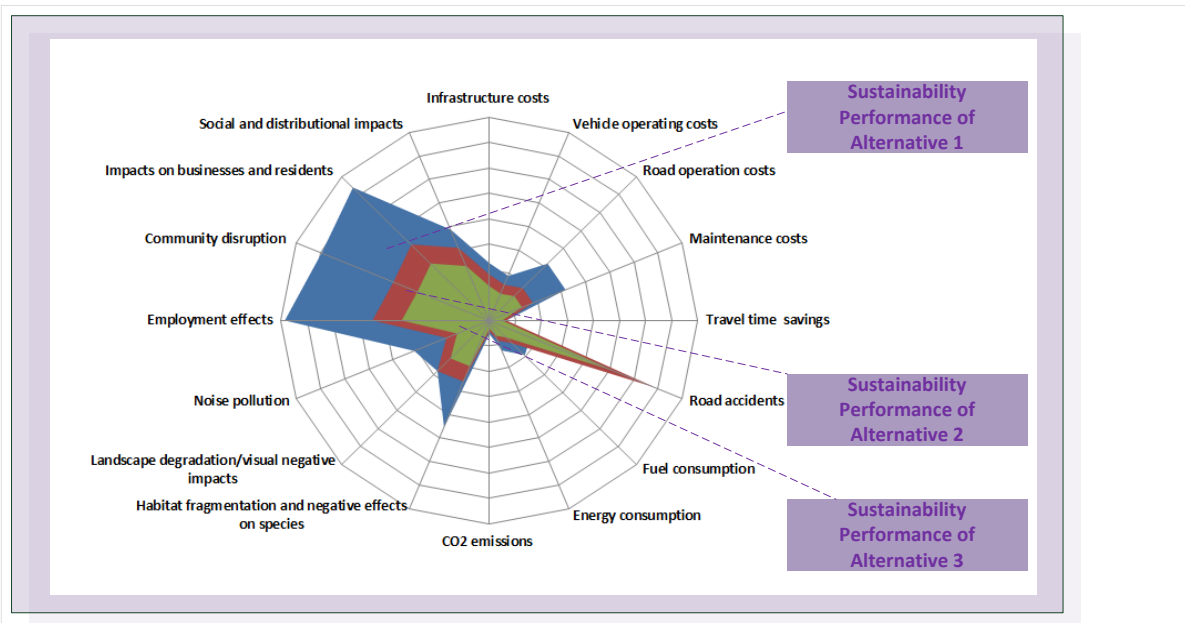 Infrastructure costs
Social and distributional impacts
Vehicle operating costs
Impacts on businesses and residents
Road operation costs
Community disruption
Maintenance costs
Employment effects
Travel time savings
Noise pollution
Road accidents
Landscape degradation/visual negative
impacts
Fuel consumption
Habitat fragmentation and negative effects
on species
Energy consumption
CO2 emissions
Sustainability
Performance of
Alternative 1
Sustainability
Performance of
Alternative 2
Sustainability
Performance of
Alternative 3